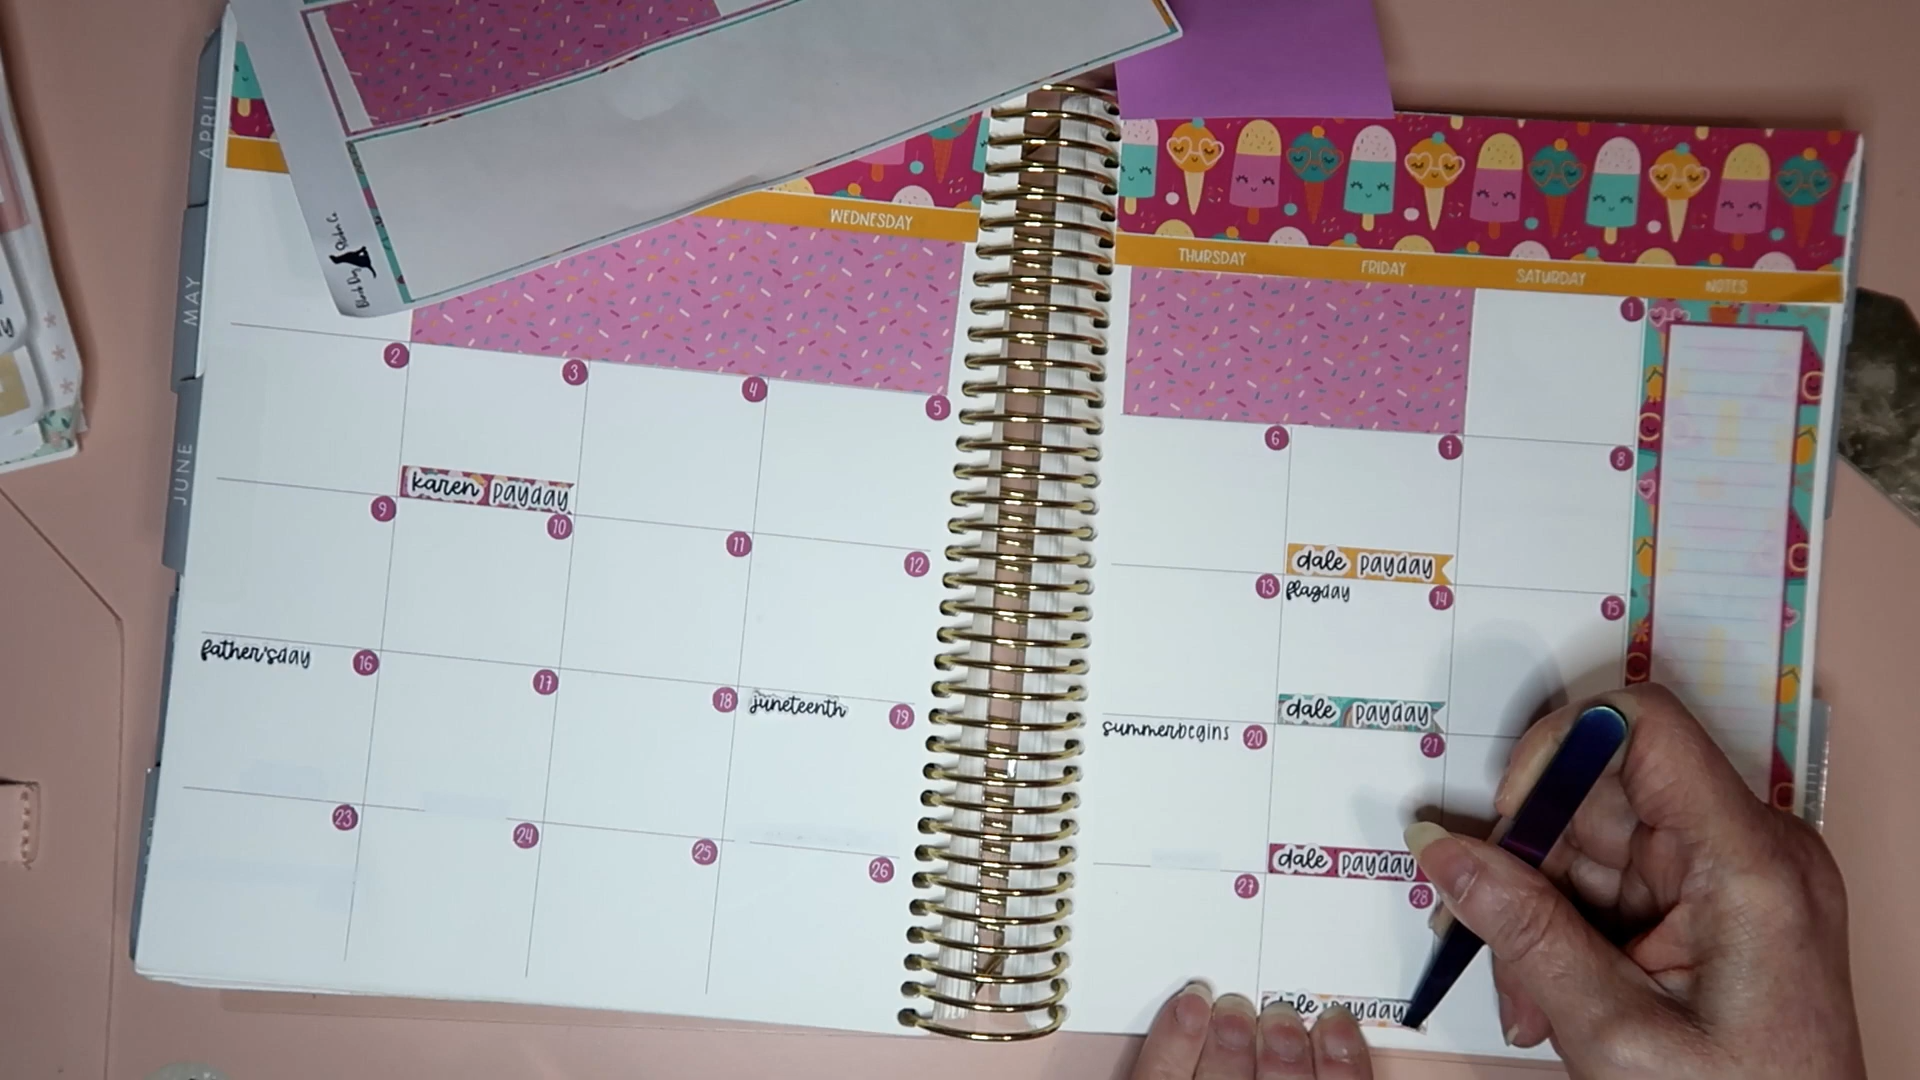 APRIL
MAY
JUNE
WEDNESDAY
THURSDAY
FRIDAY
SATURDAY
NOTES
1
2
3
4
5
6
7
8
karen payday
dale payday
9
10
11
12
13
flagday
14
15
father'sday
16
17
18
juneteenth
19
dale payday
summerbegins
20
21
23
24
25
26
dale payday
27
28
payday